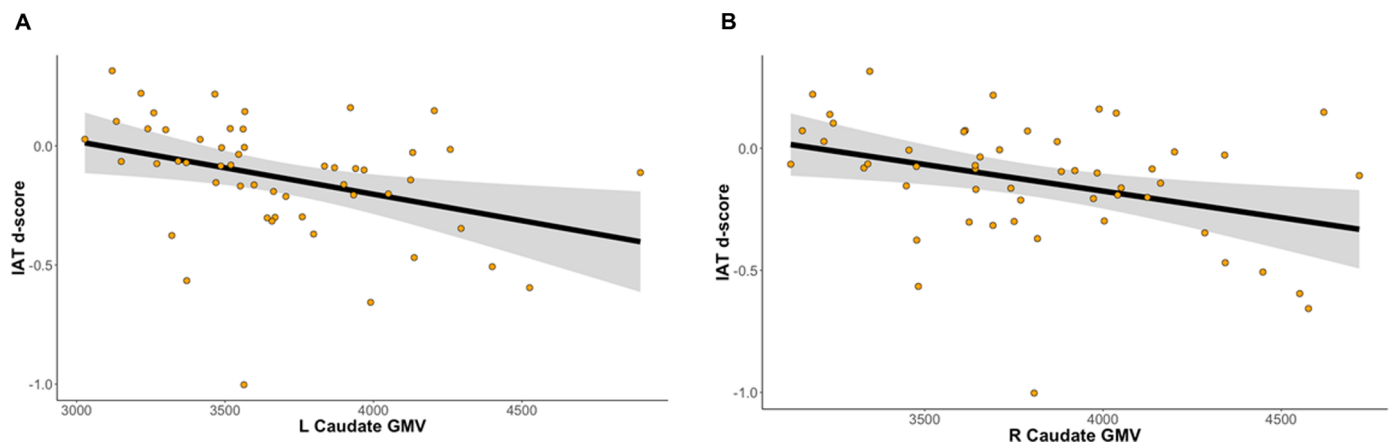 A
IAT d-score
0.0
-0.5
-1.0
3000 3500 4000 4500
L Caudate GMV
B
IAT d-score
0.0
-0.5
-1.0
3500 4000 4500
R Caudate GMV